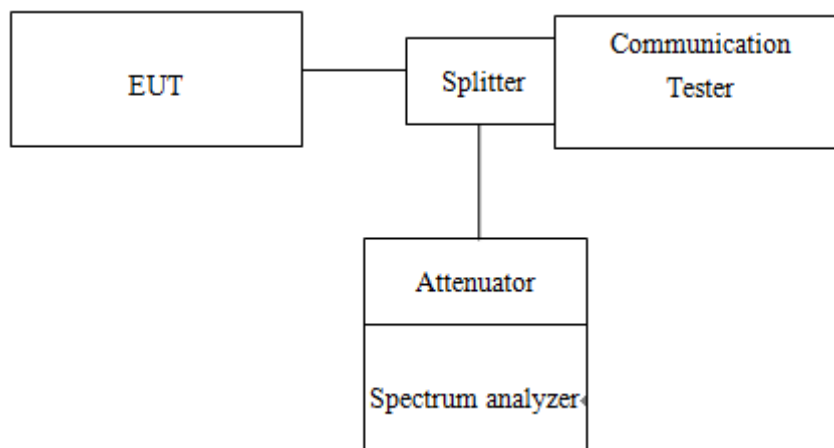 EUT
Splitter
Communication
Tester
Attenuator
Spectrum analyzer